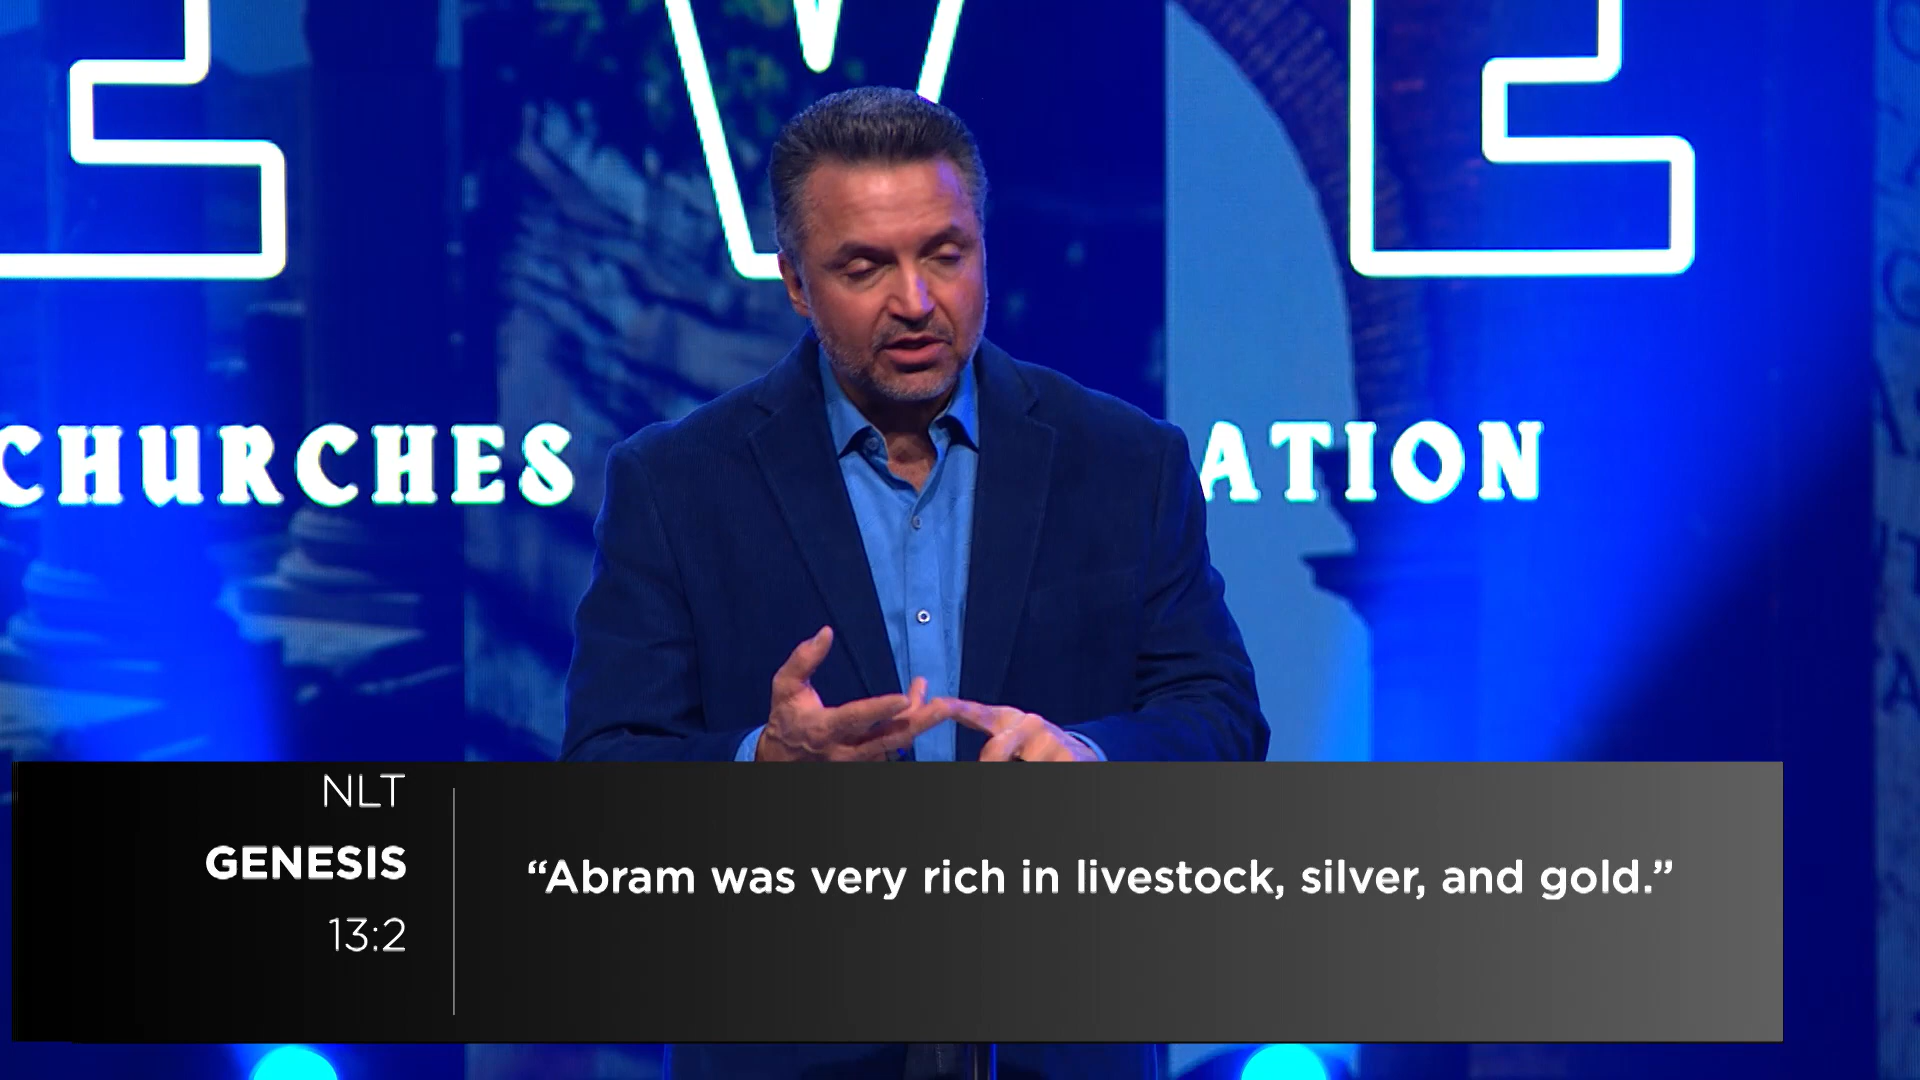 CHURCHES
ATION
NLT
GENESIS
13:2
“Abram was very rich in livestock, silver, and gold.”